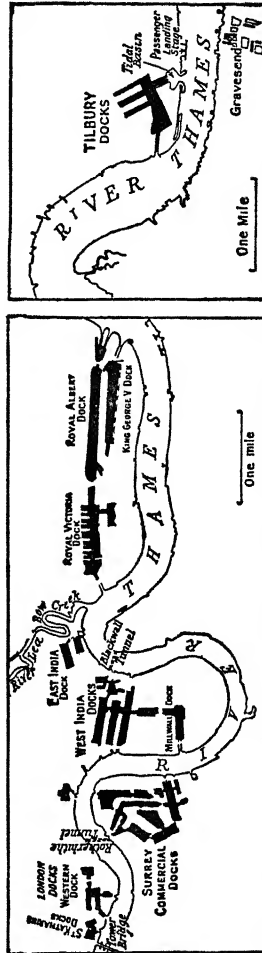 ST KATHARINE
DOCKS
Tower
Bridge
LONDON DOCKS
WESTERN
DOCK
Rotherhithe
Tunnel
SURREY
COMMERCIAL
DOCKS
WEST INDIA
DOCKS
MILLWALL DOCK
RIVER
Blackwall
Tunnel
EAST INDIA
DOCK
River Lea
Bow
Creek
THAMES
ROYAL VICTORIA
DOCK
ROYAL ALBERT
DOCK
KING GEORGE V DOCK
One mile
RIVER THAMES
TILBURY
DOCKS
Tidal
Basin
Passenger
Landing
Stage
Gravesend
One Mile